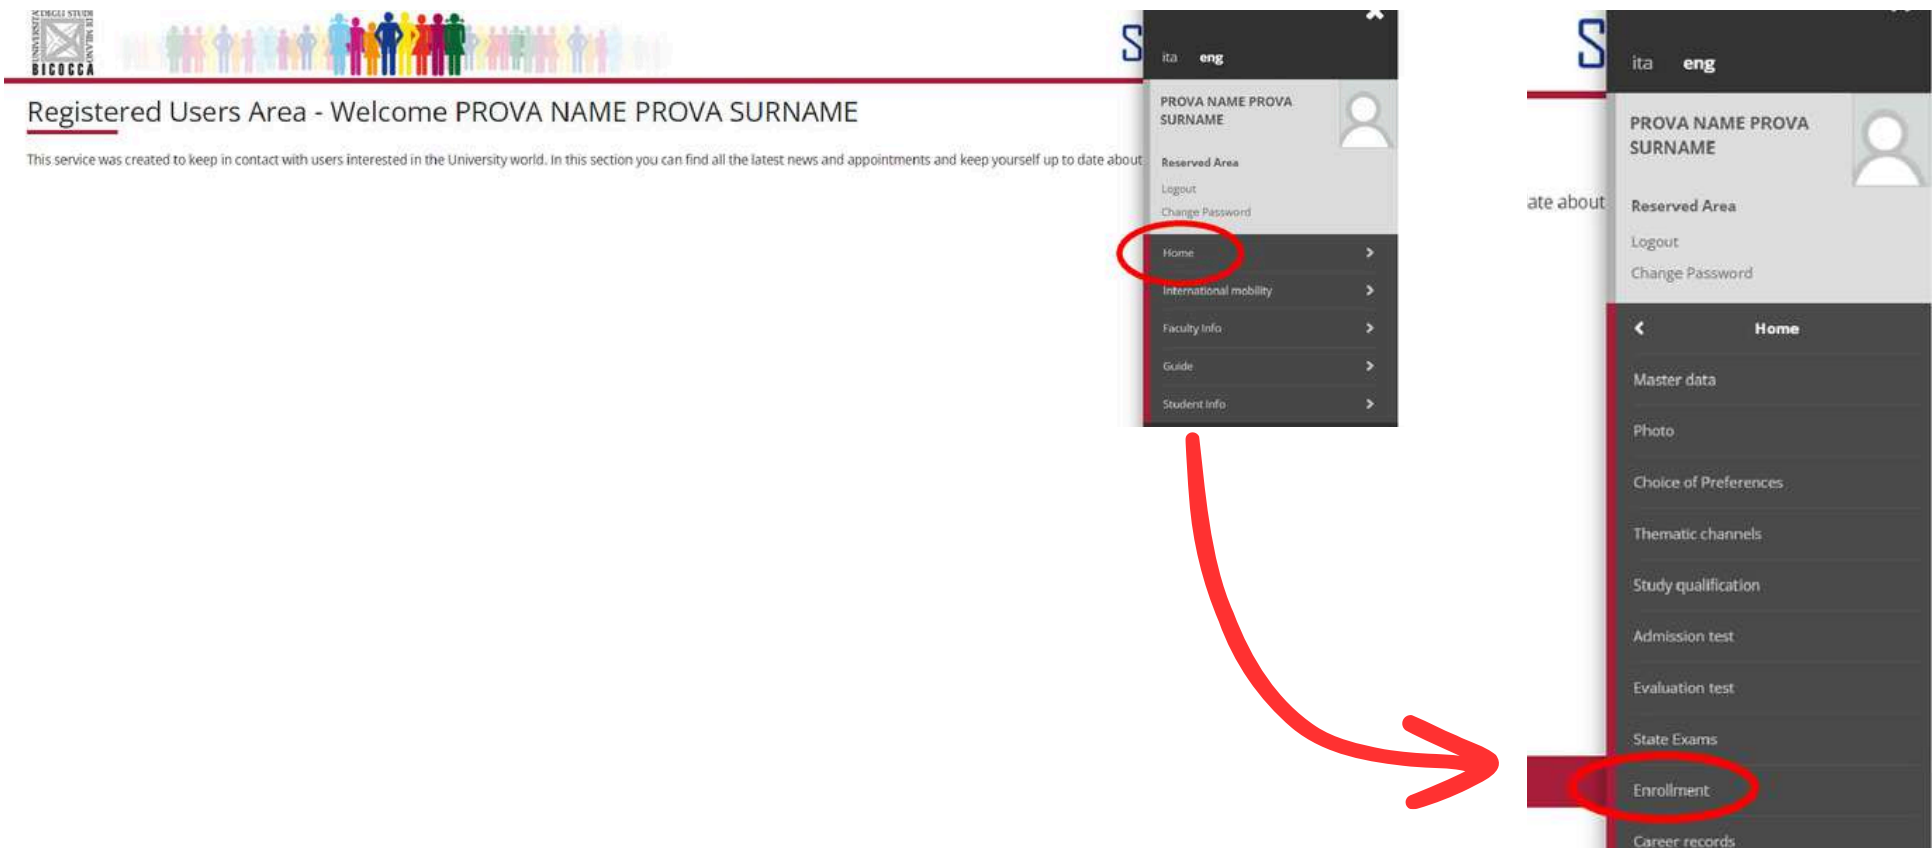 UNIVERSITÀ
DEGLI STUDI
DI MILANO
BICOCCA
S
Registered Users Area - Welcome PROVA NAME PROVA SURNAME
This service was created to keep in contact with users interested in the University world. In this section you can find all the latest news and appointments and keep yourself up to date about
ita eng
PROVA NAME PROVA
SURNAME
Reserved Area
Logout
Change Password
Home
International mobility
Faculty Info
Guide
Student Info
S
ate about
ita eng
PROVA NAME PROVA
SURNAME
Reserved Area
Logout
Change Password
Home
Master data
Photo
Choice of Preferences
Thematic channels
Study qualification
Admission test
Evaluation test
State Exams
Enrollment
Career records